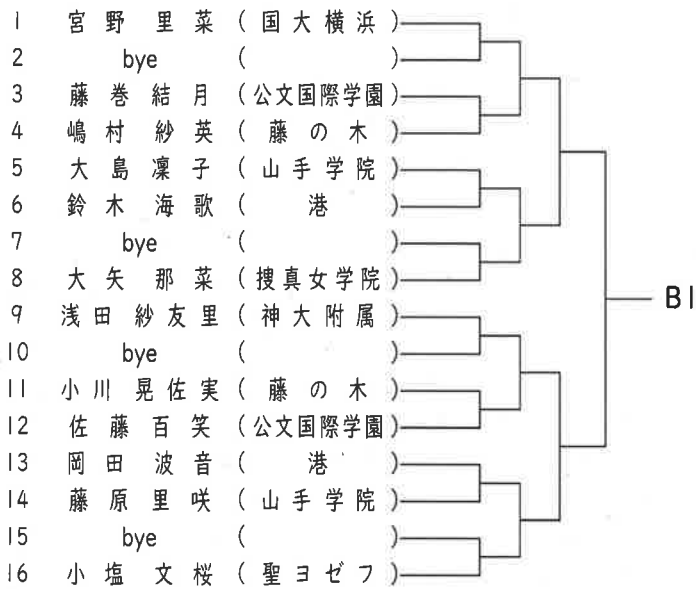 1 宮野里菜 (国大横浜)
2 bye ( )
3 藤巻結月 (公文国際学園)
4 嶋村紗英 (藤の木)
5 大島凜子 (山手学院)
6 鈴木海歌 (港)
7 bye ( )
8 大矢那菜 (捜真女学院)
9 浅田紗友里 (神大附属)
10 bye ( )
11 小川晃佐実 (藤の木)
12 佐藤百笑 (公文国際学園)
13 岡田波音 (港)
14 藤原里咲 (山手学院)
15 bye ( )
16 小塩文桜 (聖ヨゼフ)
B1